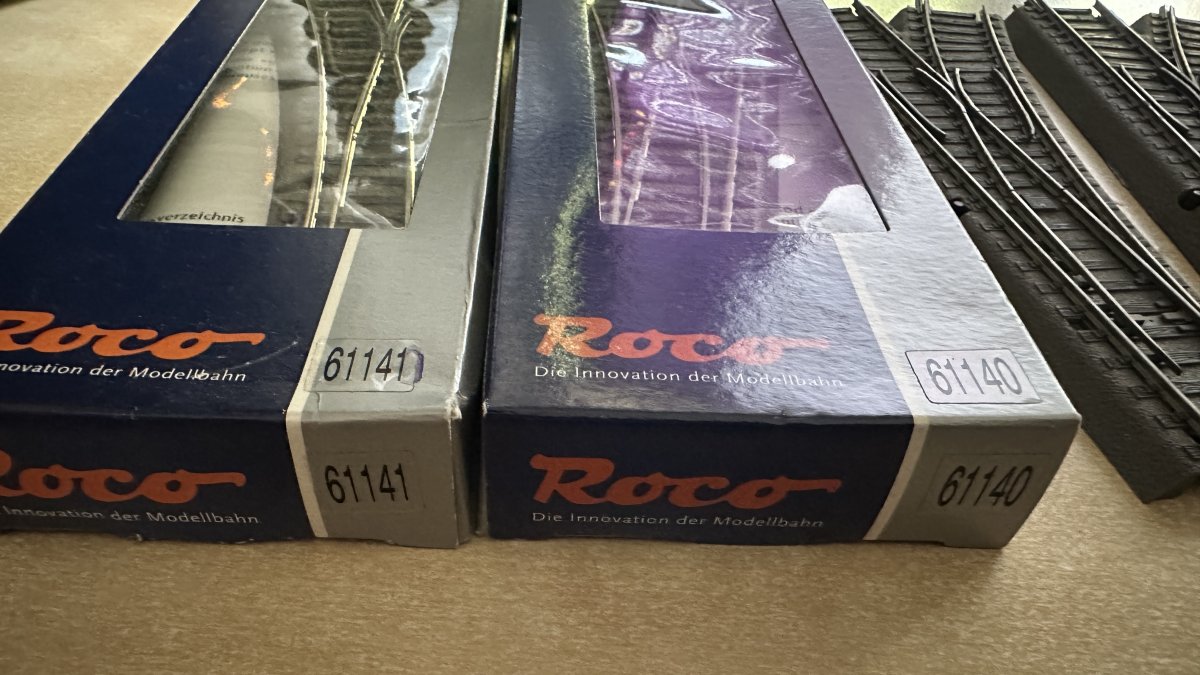 verzeichnis
Roco
novation der Modellbahn
61141
Roco
Innovation der Modellbahn
61141
Roco
Die Innovation der Modellbahn
61140
Roco
Die Innovation der Modellbahn
61140